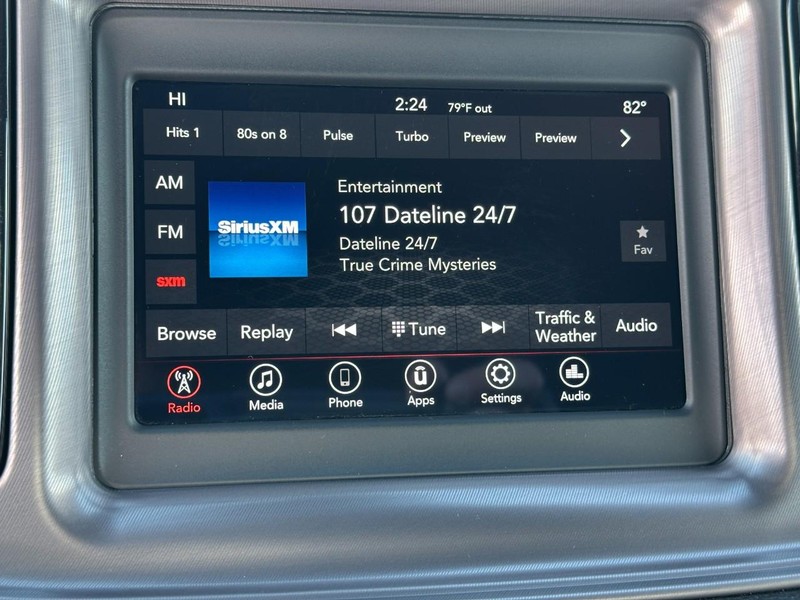 HI 2:24 79°F out 82°
Hits 1 80s on 8 Pulse Turbo Preview Preview
AM
FM
sxm
SiriusXM
Entertainment
107 Dateline 24/7
Dateline 24/7
True Crime Mysteries
Fav
Browse Replay Tune Traffic & Weather Audio
Radio Media Phone Apps Settings Audio